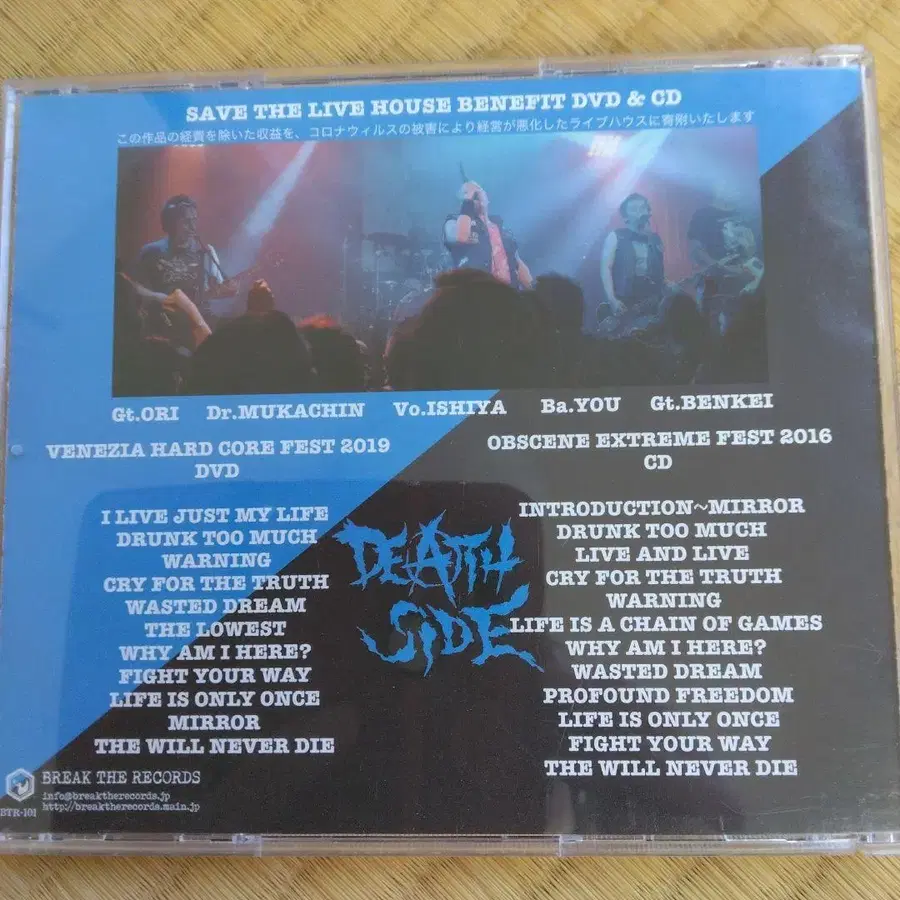 SAVE THE LIVE HOUSE BENEFIT DVD & CD
この作品の経費を除いた収益を、コロナウィルスの被害により経営が悪化したライブハウスに寄附いたします
Gt.ORI Dr.MUKACHIN Vo.ISHIYA Ba.YOU Gt.BENKEI
VENEZIA HARD CORE FEST 2019
DVD
I LIVE JUST MY LIFE
DRUNK TOO MUCH
WARNING
CRY FOR THE TRUTH
WASTED DREAM
THE LOWEST
WHY AM I HERE?
FIGHT YOUR WAY
LIFE IS ONLY ONCE
MIRROR
THE WILL NEVER DIE
DEATH
SIDE
OBSCENE EXTREME FEST 2016
CD
INTRODUCTION~MIRROR
DRUNK TOO MUCH
LIVE AND LIVE
CRY FOR THE TRUTH
WARNING
LIFE IS A CHAIN OF GAMES
WHY AM I HERE?
WASTED DREAM
PROFOUND FREEDOM
LIFE IS ONLY ONCE
FIGHT YOUR WAY
THE WILL NEVER DIE
BREAK THE RECORDS
info@breaktherecords.main.jp
http://breaktherecords.main.jp
BTR-101